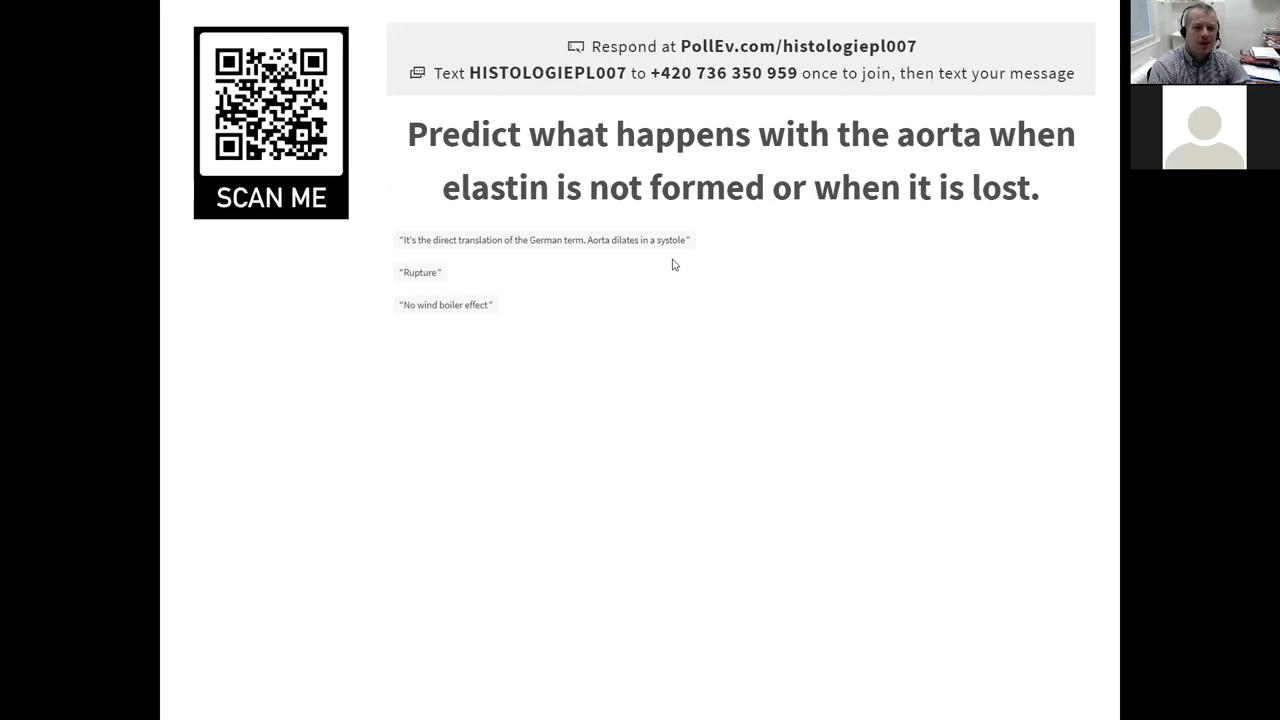 SCAN ME
Respond at PollEv.com/histologiepl007
Text HISTOLOGIEPL007 to +420 736 350 959 once to join, then text your message
Predict what happens with the aorta when
elastin is not formed or when it is lost.
"It's the direct translation of the German term. Aorta dilates in a systole"
"Rupture"
"No wind boiler effect"